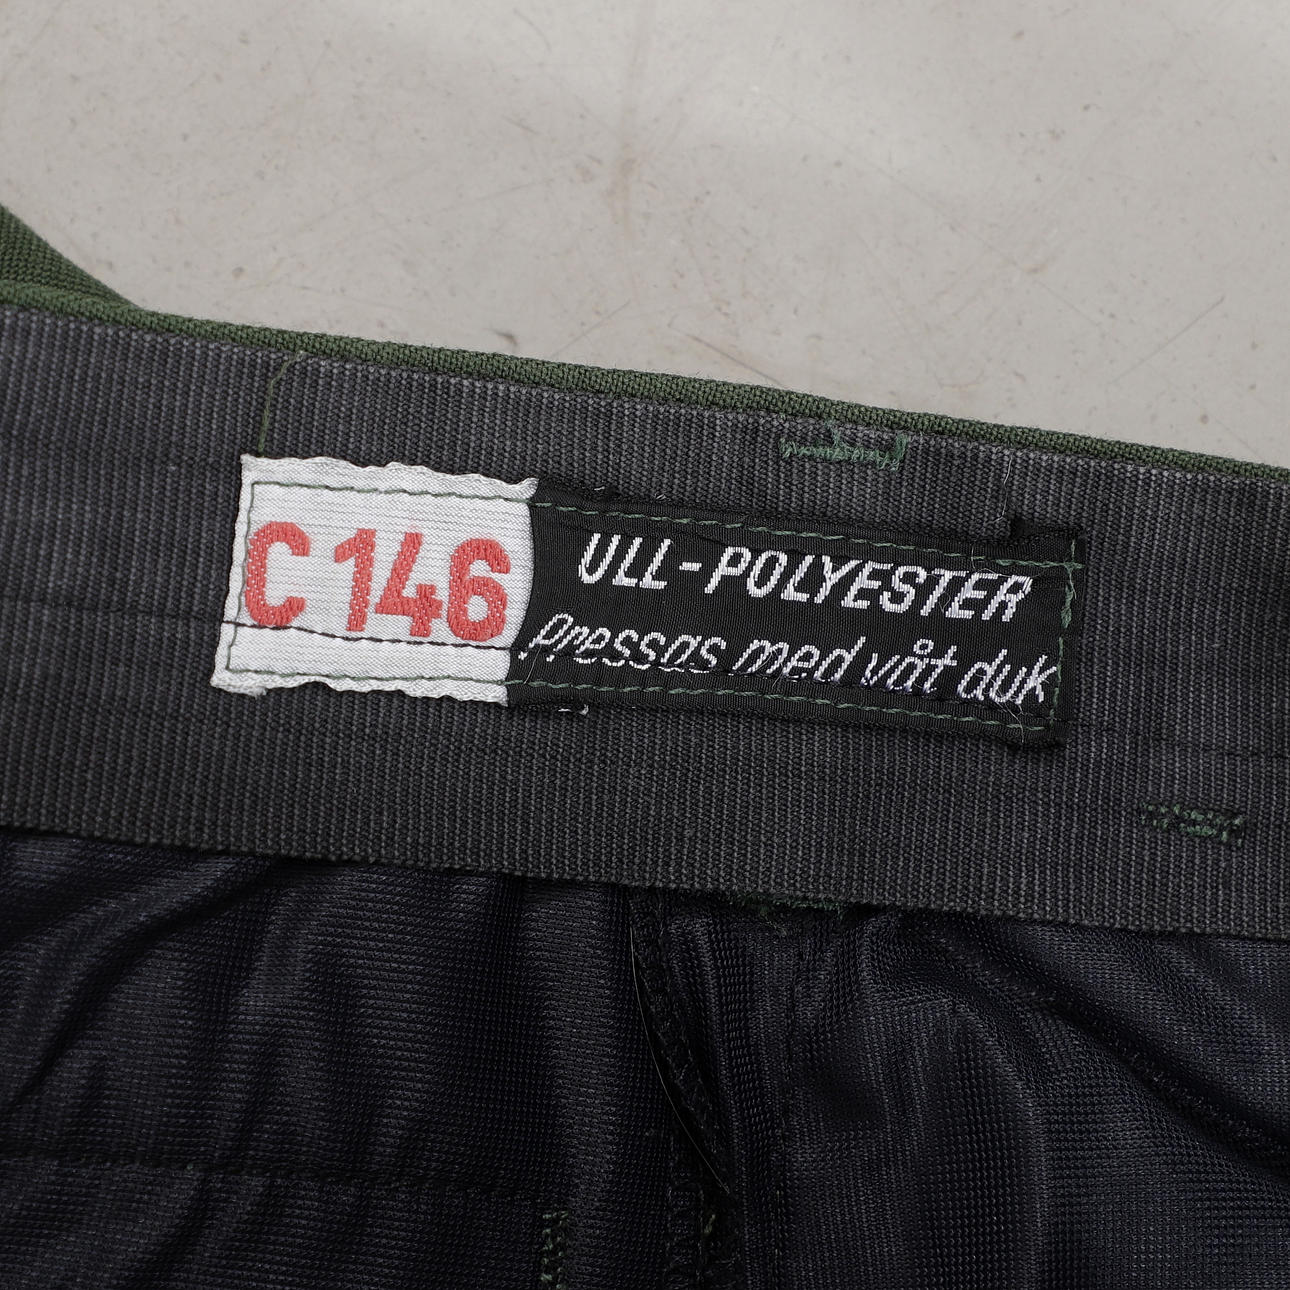 C 146
ULL-POLYESTER
Pressas med våt duk